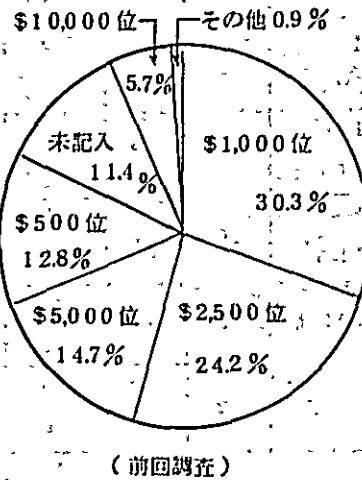 $10,000位
その他 0.9%
5.7%
$1,000位
30.3%
未記入
11.4%
$500位
12.8%
$5,000位
14.7%
$2,500位
24.2%
(前回調査)